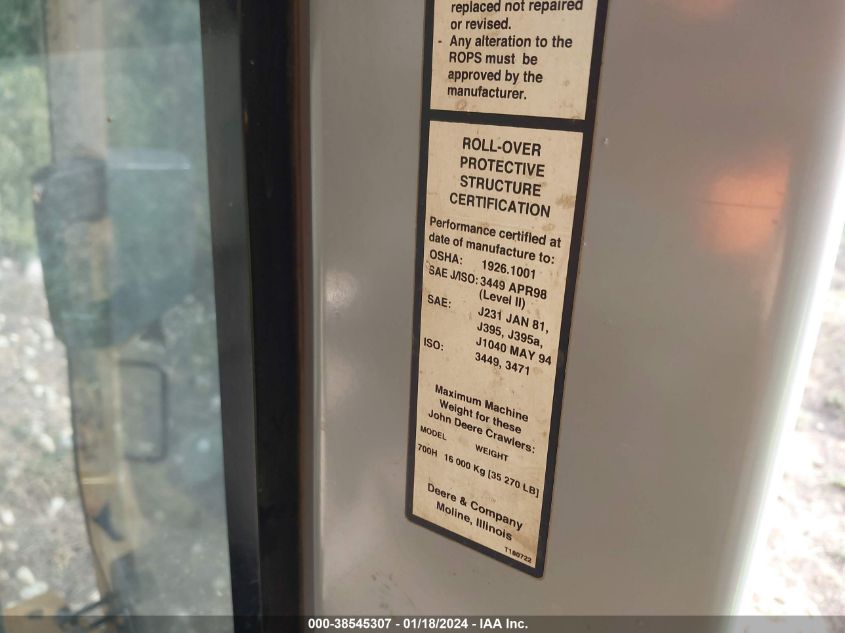 replaced not repaired
or revised.
- Any alteration to the
ROPS must be
approved by the
manufacturer.
ROLL-OVER
PROTECTIVE
STRUCTURE
CERTIFICATION
Performance certified at
date of manufacture to:
OSHA: 1926.1001
SAE J/ISO: 3449 APR98
(Level II)
SAE: J231 JAN 81,
J395, J395a,
J1040 MAY 94
ISO: 3449, 3471
Maximum Machine
Weight for these
John Deere Crawlers:
MODEL WEIGHT
700H 16 000 Kg [35 270 LB]
Deere & Company
Moline, Illinois
T180722
000-38545307 - 01/18/2024 - IAA Inc.